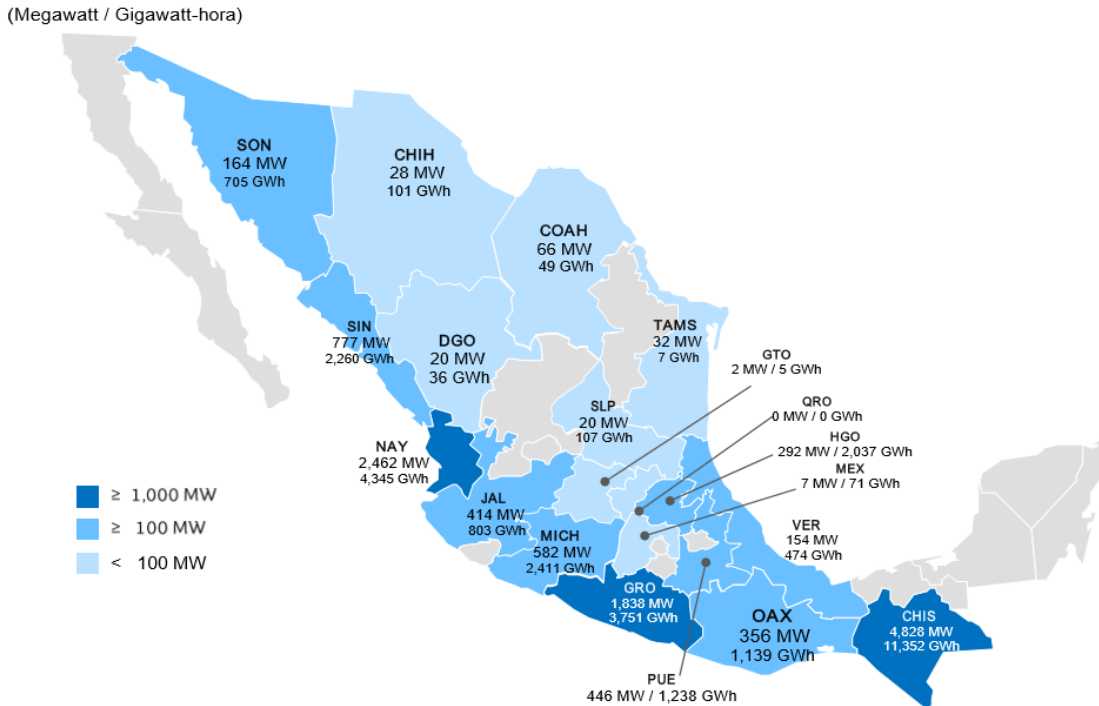 (Megawatt / Gigawatt-hora)
SON
164 MW
705 GWh
CHIH
28 MW
101 GWh
COAH
66 MW
49 GWh
SIN
777 MW
2,260 GWh
DGO
20 MW
36 GWh
TAMS
32 MW
7 GWh
GTO
2 MW / 5 GWh
SLP
20 MW
107 GWh
QRO
0 MW / 0 GWh
HGO
292 MW / 2,037 GWh
MEX
7 MW / 71 GWh
NAY
2,462 MW
4,345 GWh
JAL
414 MW
803 GWh
MICH
582 MW
2,411 GWh
VER
154 MW
474 GWh
≥ 1,000 MW
≥ 100 MW
< 100 MW
GRO
1,838 MW
3,751 GWh
OAX
356 MW
1,139 GWh
CHIS
4,828 MW
11,352 GWh
PUE
446 MW / 1,238 GWh